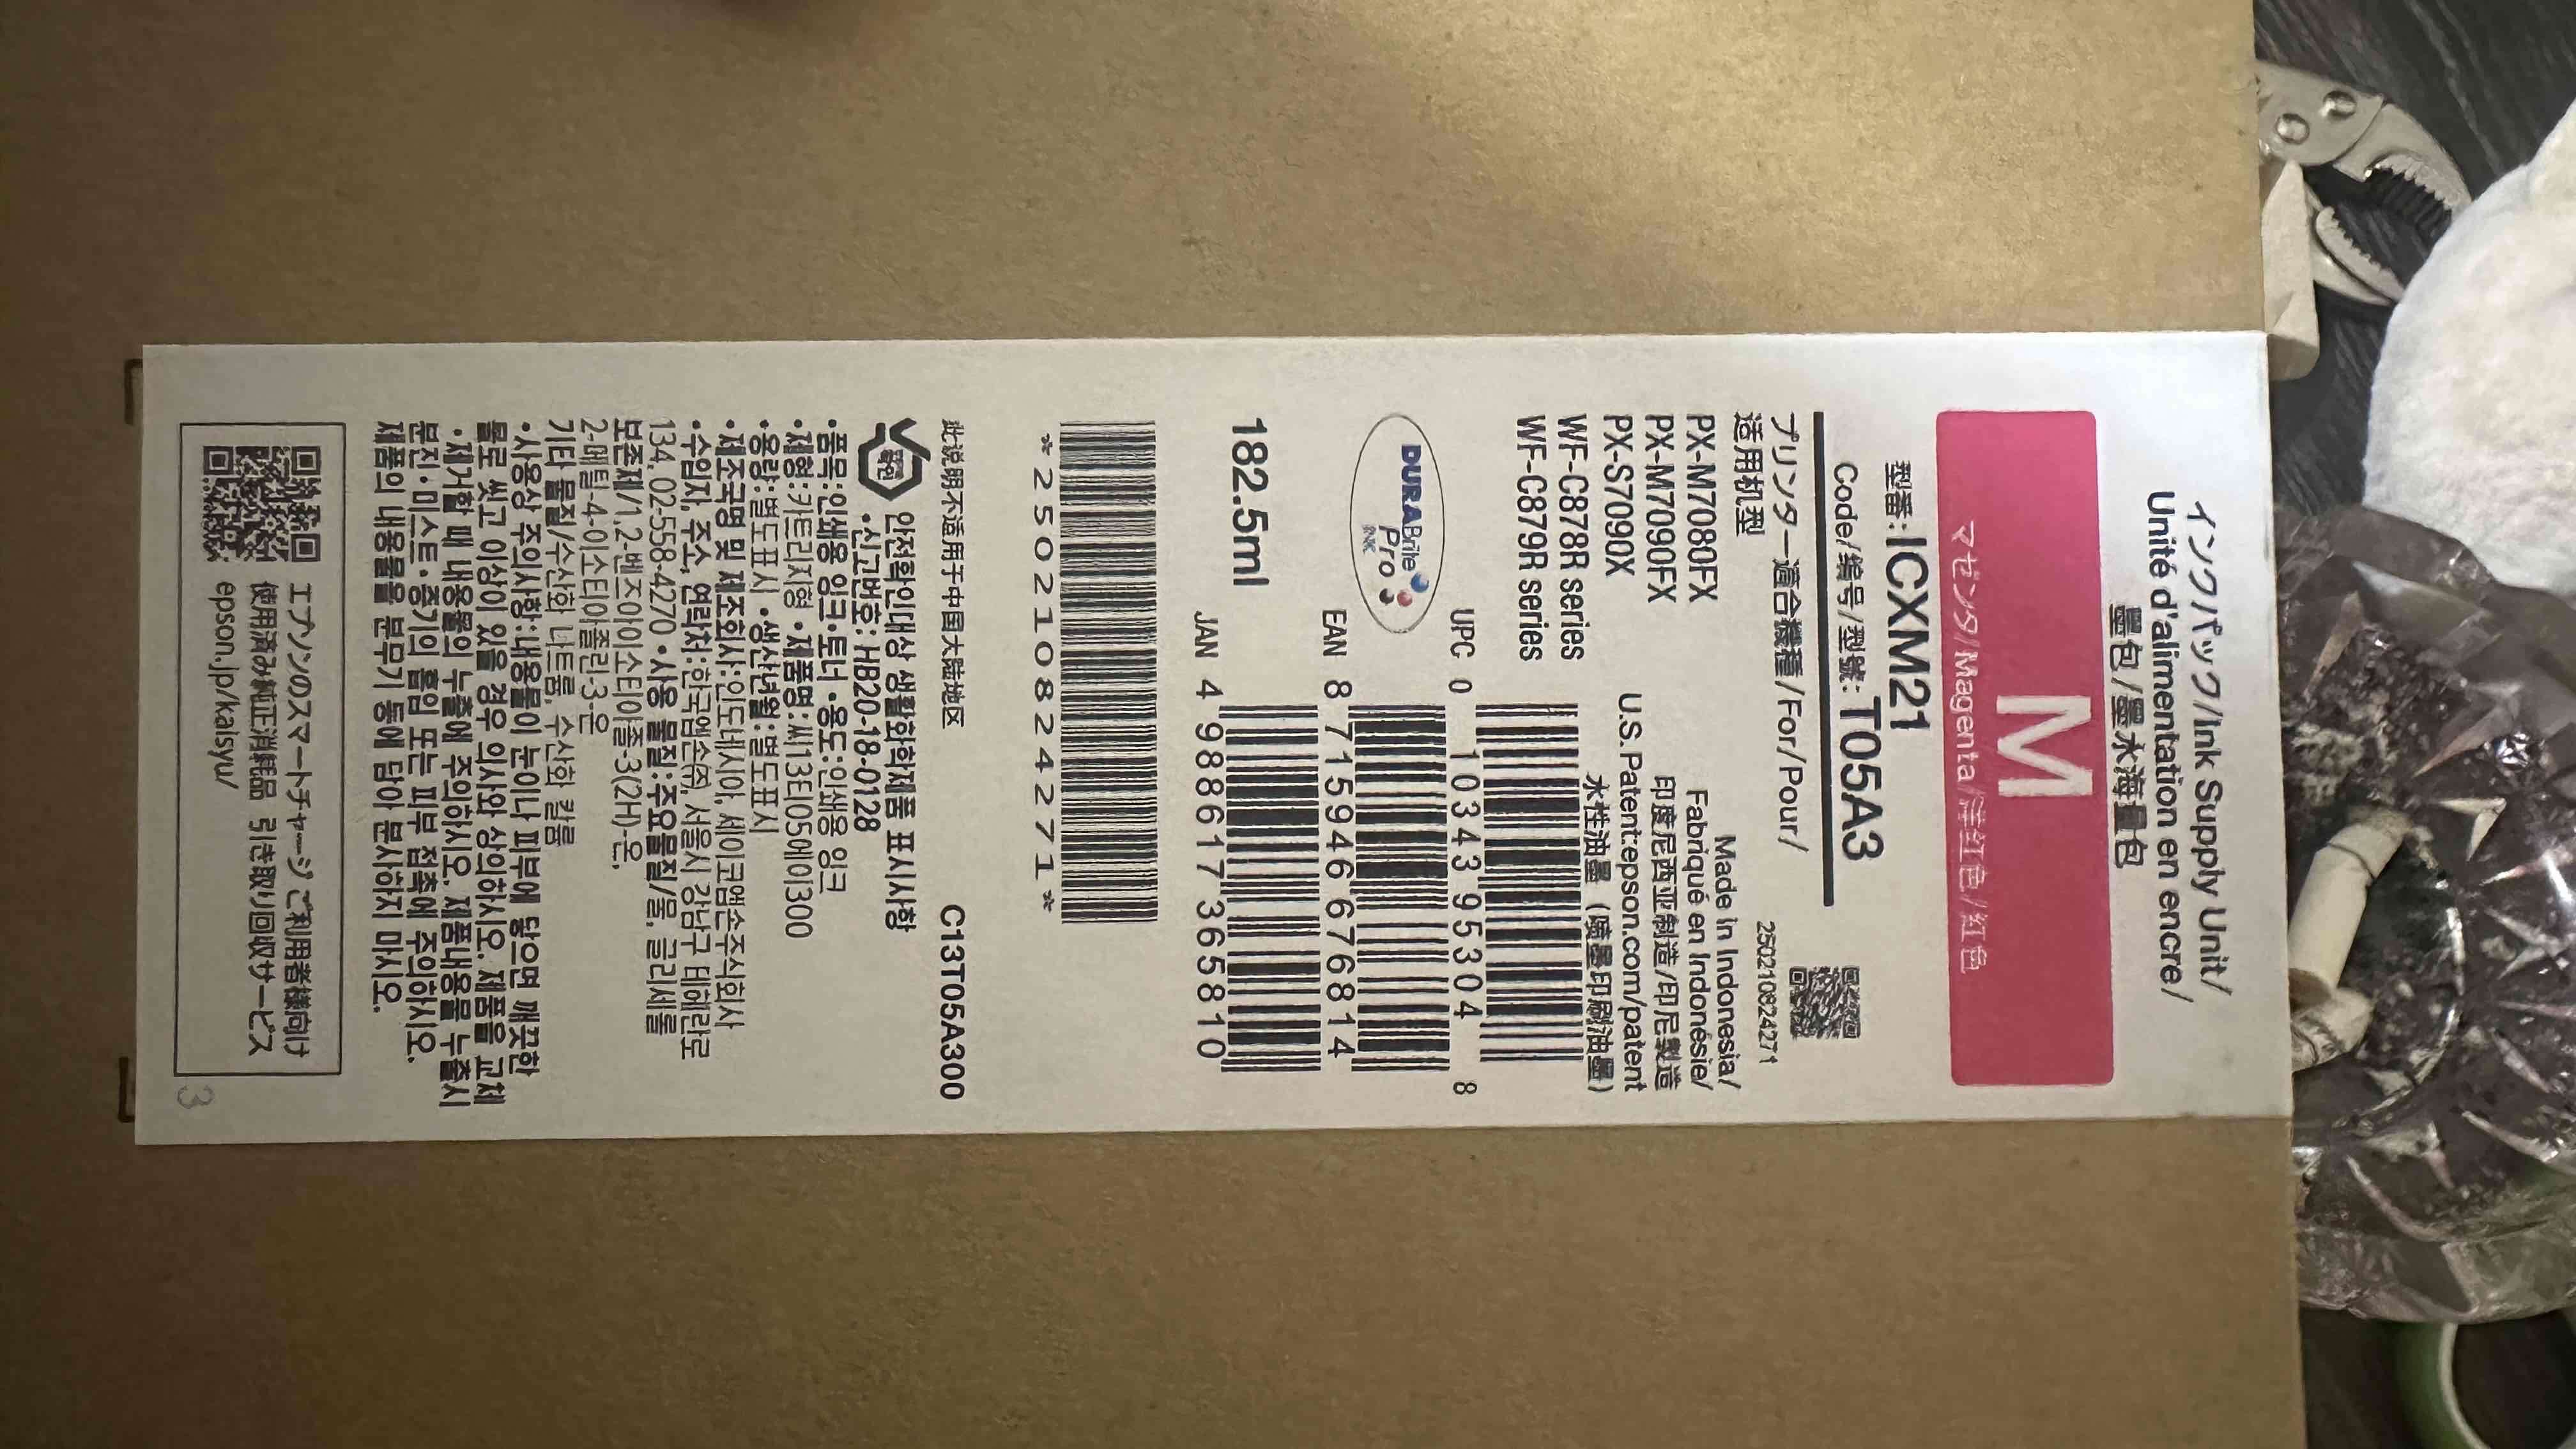 インクパック/Ink Supply Unit/
Unité d'alimentation en encre/
墨包/墨水海量包
M
マゼンタ/Magenta/洋红色/紅色
型番:ICXM21
Code/编号/型號: T05A3
プリンター適合機種/For/Pour/
适用机型
PX-M7080FX
PX-M7090FX
PX-S7090X
WF-C878R series
WF-C879R series
250210824271
Made in Indonesia/
Fabriqué en Indonésie/
印度尼西亚制造/印尼製造
U.S.Patent:epson.com/patent
水性油墨（噴墨印刷油墨）
DURABrite
Pro
INK
UPC 0 10343 95304 8
EAN 8 715946 676814
182.5ml
JAN 4 988617 365810
*250210824271*
此说明不适用于中国大陆地区
C13T05A300
안전확인대상 생활화학제품 표시사항
•신고번호: HB20-18-0128
•품목:인쇄용 잉크•토너 •용도:인쇄용 잉크
•제형:카트리지형 •제품명:씨13티05에이300
•용량:별도표시 •생산년월:별도표시
•제조국명 및 제조회사:인도네시아, 세이코엡손주식회사
•수입자, 주소, 연락처:한국엡손㈜, 서울시 강남구 테헤란로
134, 02-558-4270 •사용 물질:주요물질/물, 글리세롤
보존제/1,2-벤즈아이소티아졸-3(2H)-온,
2-메틸-4-이소티아졸린-3-온
기타 물질/수산화 나트륨, 수산화 칼륨
•사용상 주의사항:내용물이 눈이나 피부에 닿으면 깨끗한
물로 씻고 이상이 있을 경우 의사와 상의하시오. 제품을 교체
•제거할 때 내용물의 누출에 주의하시오. 제품내용물 누출시
분진•미스트•증기의 흡입 또는 피부 접촉에 주의하시오.
제품의 내용물을 분무기 등에 담아 분사하지 마시오.
エプソンのスマートチャージご利用者様向け
使用済み純正消耗品 引き取り回収サービス
epson.jp/kaisyu/
3